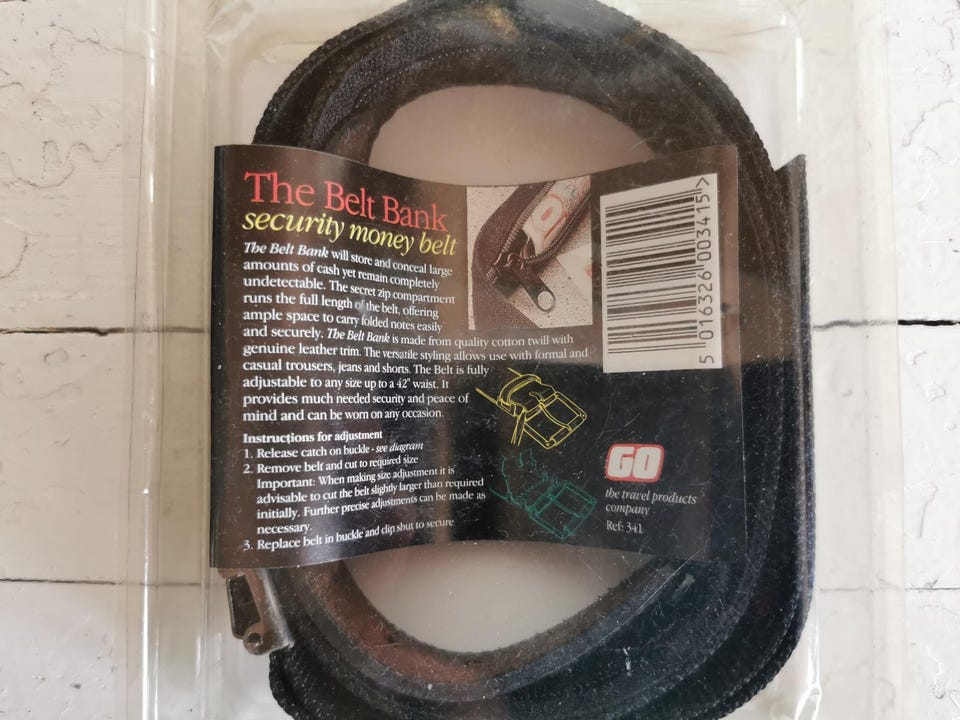 The Belt Bank
security money belt
The Belt Bank will store and conceal large
amounts of cash yet remain completely
undetectable. The secret zip compartment
runs the full length of the belt, offering
ample space to carry folded notes easily
and securely. The Belt Bank is made from quality cotton twill with
genuine leather trim. The versatile styling allows use with formal and
casual trousers, jeans and shorts. The Belt is fully
adjustable to any size up to a 42" waist. It
provides much needed security and peace of
mind and can be worn on any occasion.
Instructions for adjustment
1. Release catch on buckle - see diagram
2. Remove belt and cut to required size
Important: When making size adjustment it is
advisable to cut the belt slightly larger than required
initially. Further precise adjustments can be made as
necessary.
3. Replace belt in buckle and clip shut to secure
5 016326 003415 >
GO
the travel products
company
Ref: 341